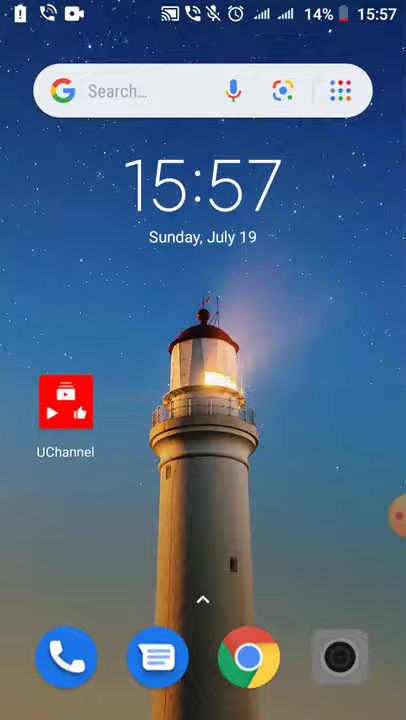 14% 15:57
Search...
15:57
Sunday, July 19
UChannel